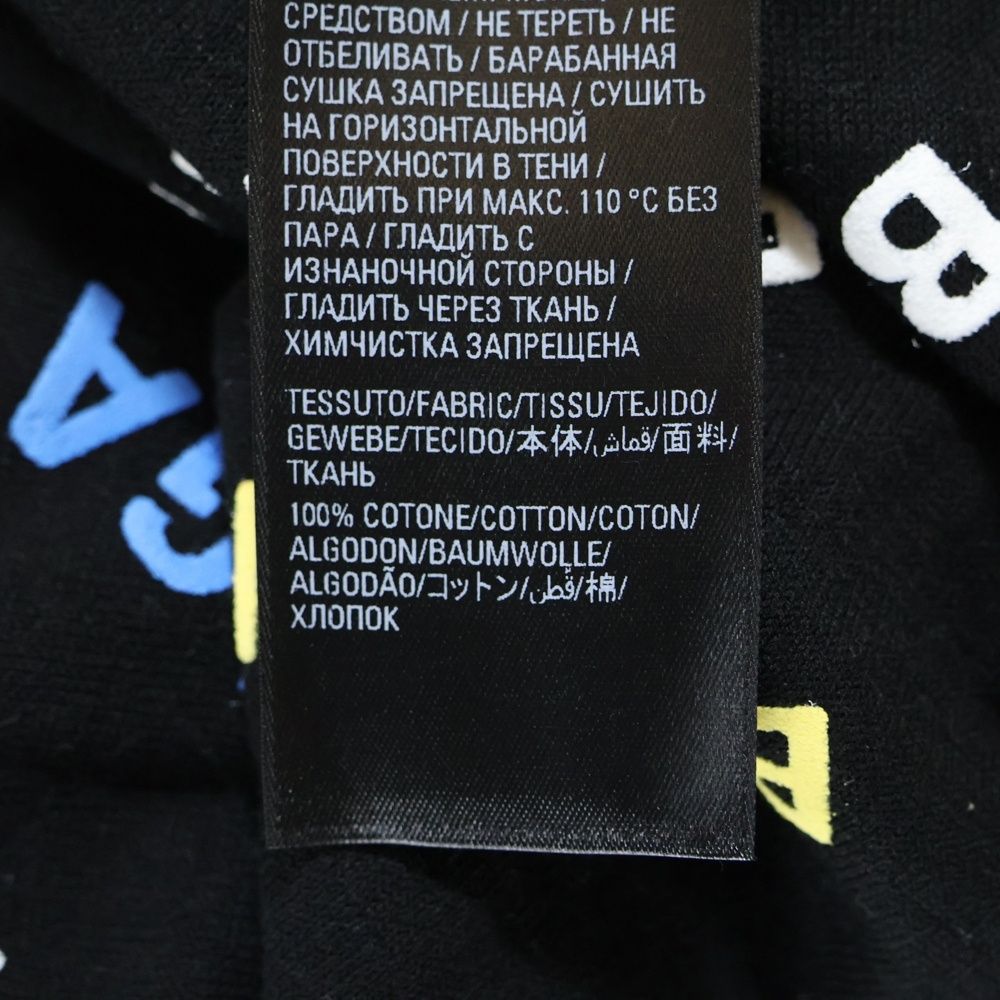 СРЕДСТВОМ / НЕ ТЕРЕТЬ / НЕ
ОТБЕЛИВАТЬ / БАРАБАННАЯ
СУШКА ЗАПРЕЩЕНА / СУШИТЬ
НА ГОРИЗОНТАЛЬНОЙ
ПОВЕРХНОСТИ В ТЕНИ /
ГЛАДИТЬ ПРИ МАКС. 110 °C БЕЗ
ПАРА / ГЛАДИТЬ С
ИЗНАНОЧНОЙ СТОРОНЫ /
ГЛАДИТЬ ЧЕРЕЗ ТКАНЬ /
ХИМЧИСТКА ЗАПРЕЩЕНА
TESSUTO/FABRIC/TISSU/TEJIDO/
GEWEBE/TECIDO/本体/قماش/面料/
ТКАНЬ
100% COTONE/COTTON/COTON/
ALGODON/BAUMWOLLE/
ALGODÃO/コットン/قطن/棉/
ХЛОПОК
B
A
G